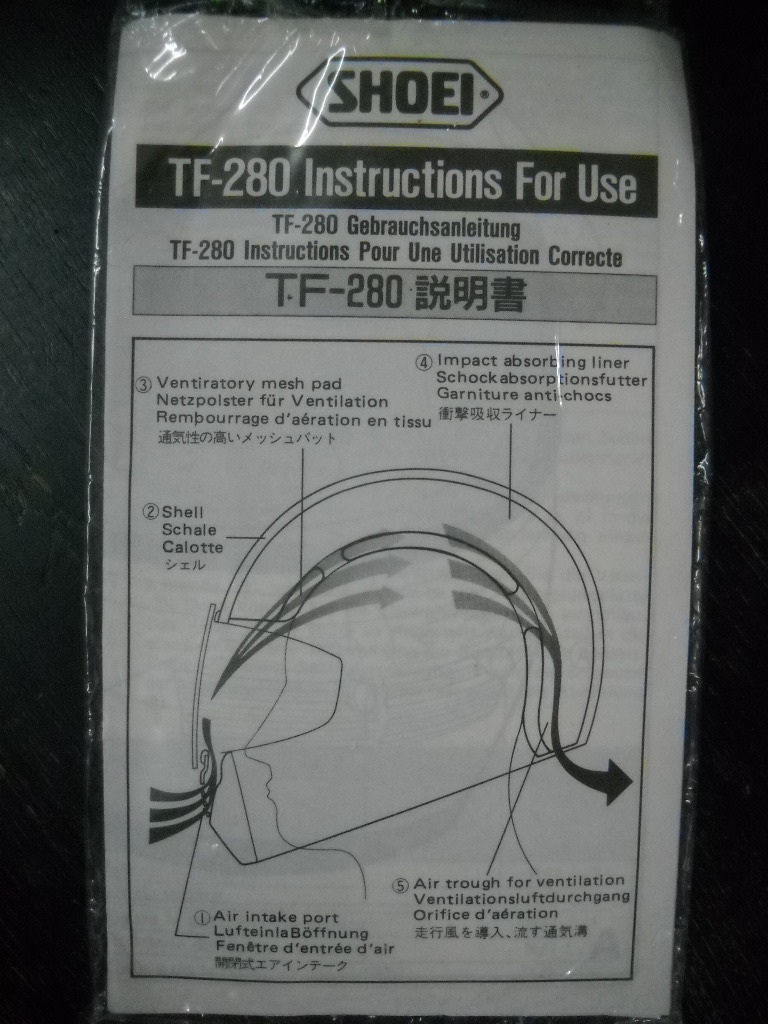 SHOEI®
TF-280 Instructions For Use
TF-280 Gebrauchsanleitung
TF-280 Instructions Pour Une Utilisation Correcte
TF-280 説明書
③ Ventiratory mesh pad
Netzpolster für Ventilation
Rembourrage d'aération en tissu
通気性の高いメッシュパット
④ Impact absorbing liner
Schockabsorptionsfutter
Garniture anti-chocs
衝撃吸収ライナー
② Shell
Schale
Calotte
シェル
⑤ Air trough for ventilation
Ventilationsluftdurchgang
Orifice d'aération
走行風を導入、流す通気溝
① Air intake port
LufteinlaBöffnung
Fenêtre d'entrée d'air
開閉式エアインテーク